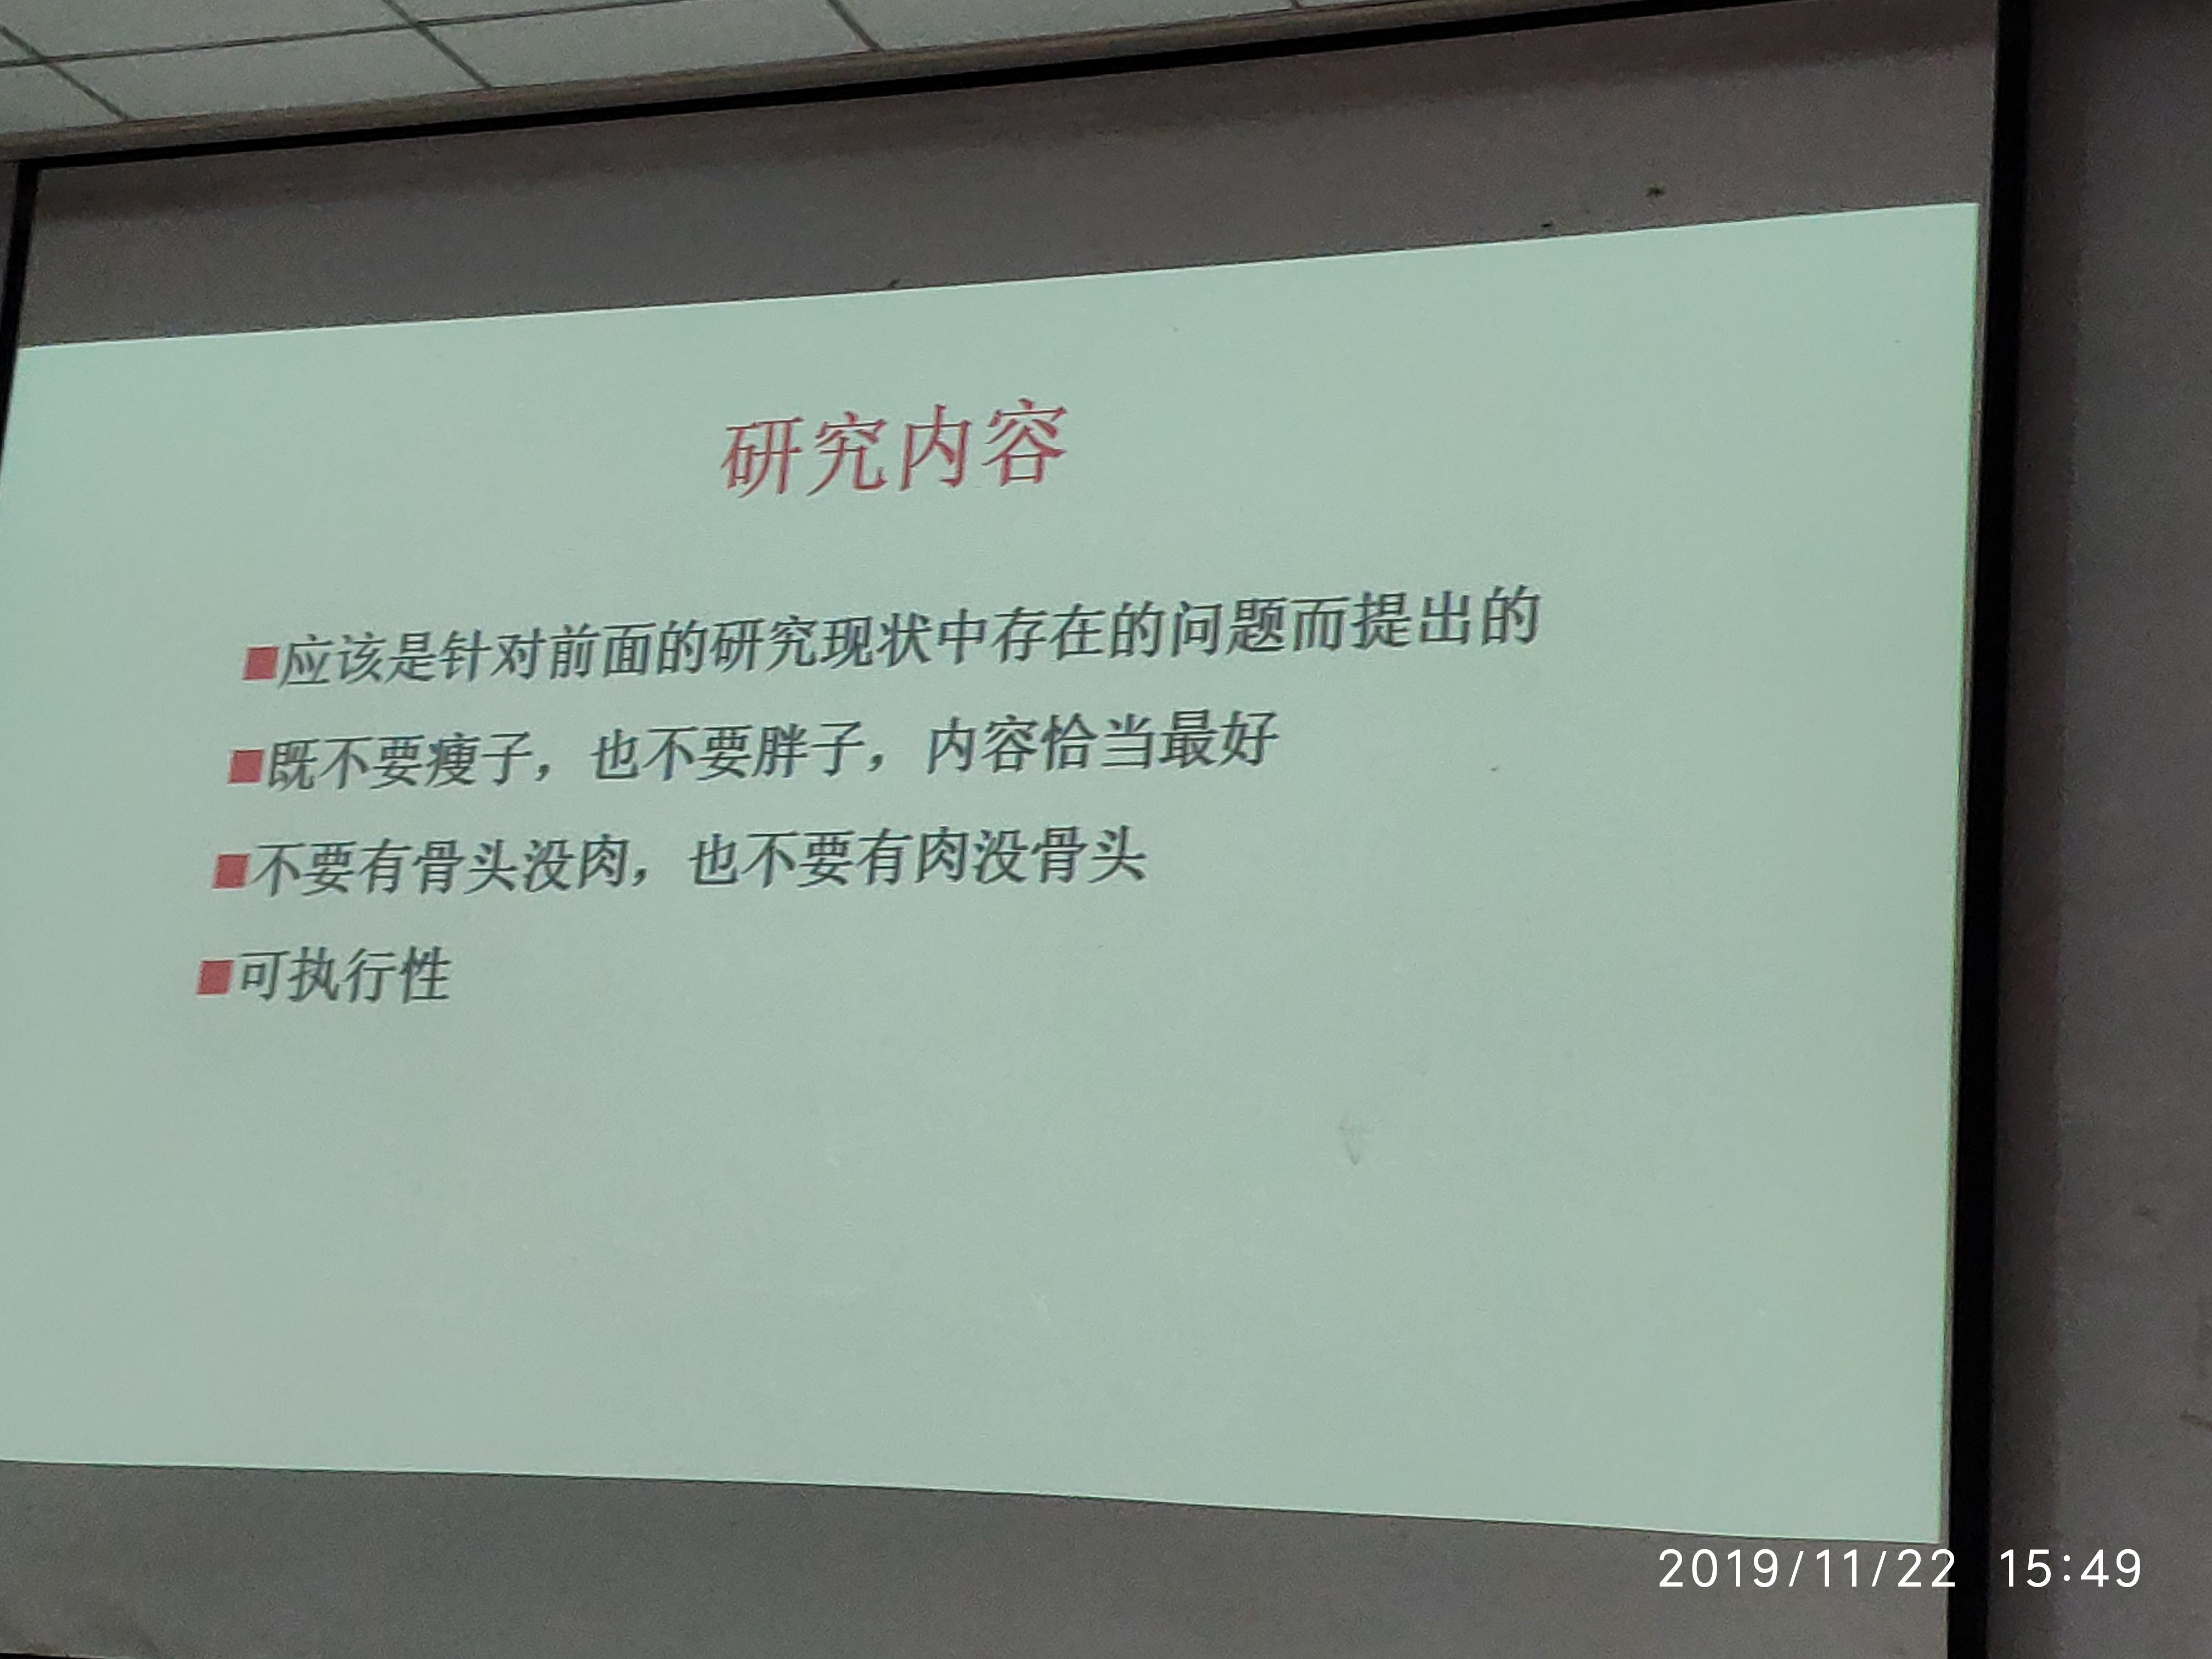 研究内容
■应该是针对前面的研究现状中存在的问题而提出的
■既不要瘦子，也不要胖子，内容恰当最好
■不要有骨头没肉，也不要有肉没骨头
■可执行性
2019/11/22 15:49